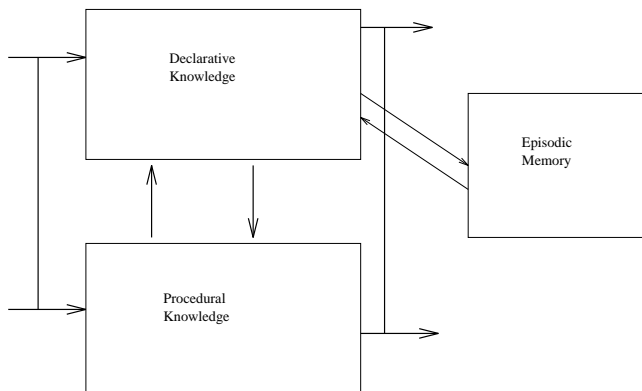 Declarative
Knowledge
Episodic
Memory
Procedural
Knowledge